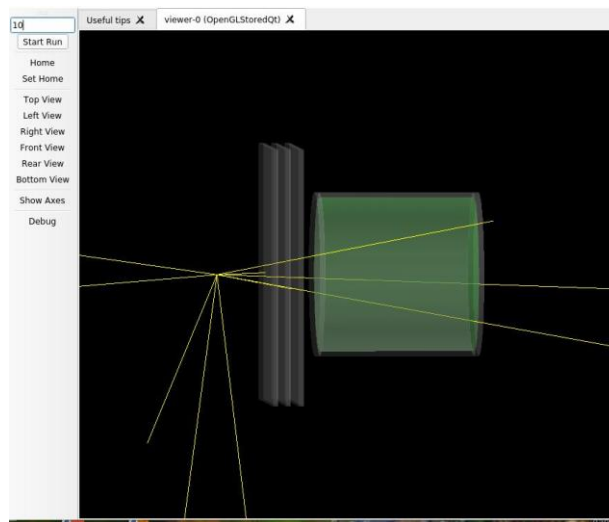 10
Useful tips X
viewer-0 (OpenGLStoredQt) X
Start Run
Home
Set Home
Top View
Left View
Right View
Front View
Rear View
Bottom View
Show Axes
Debug